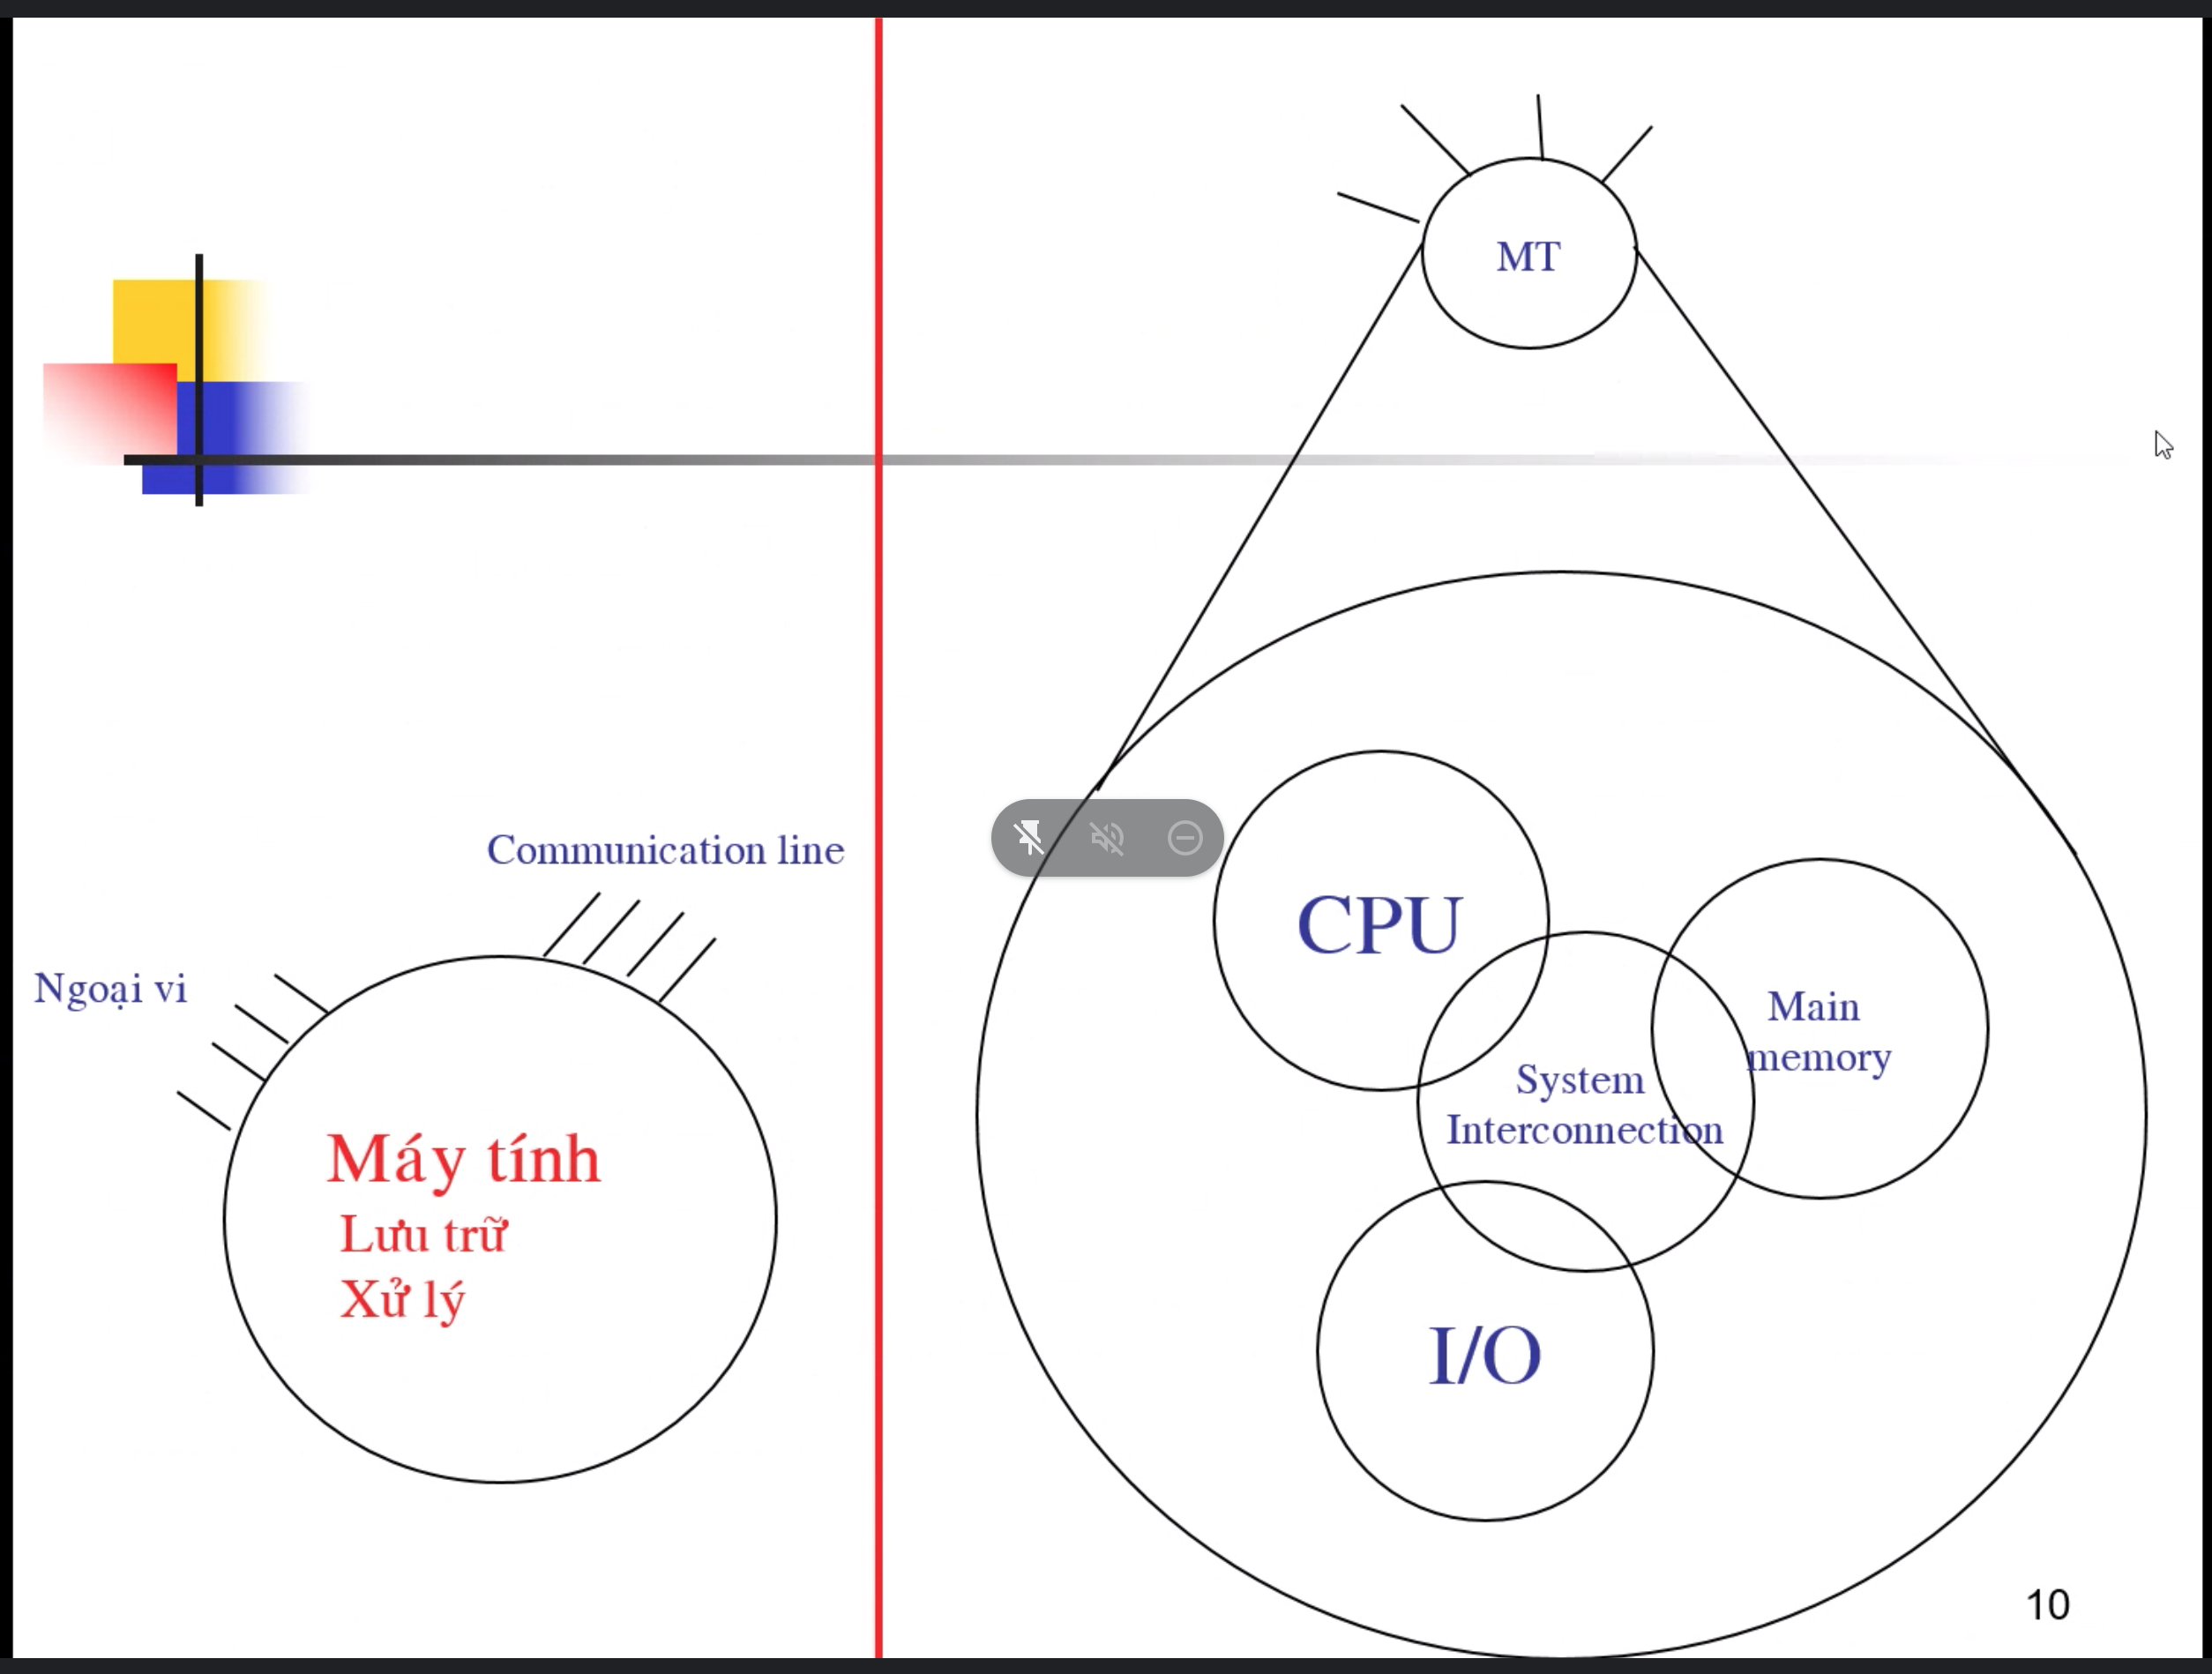 Communication line
Ngoại vi
Máy tính
Lưu trữ
Xử lý
MT
CPU
Main
memory
System
Interconnection
I/O
10